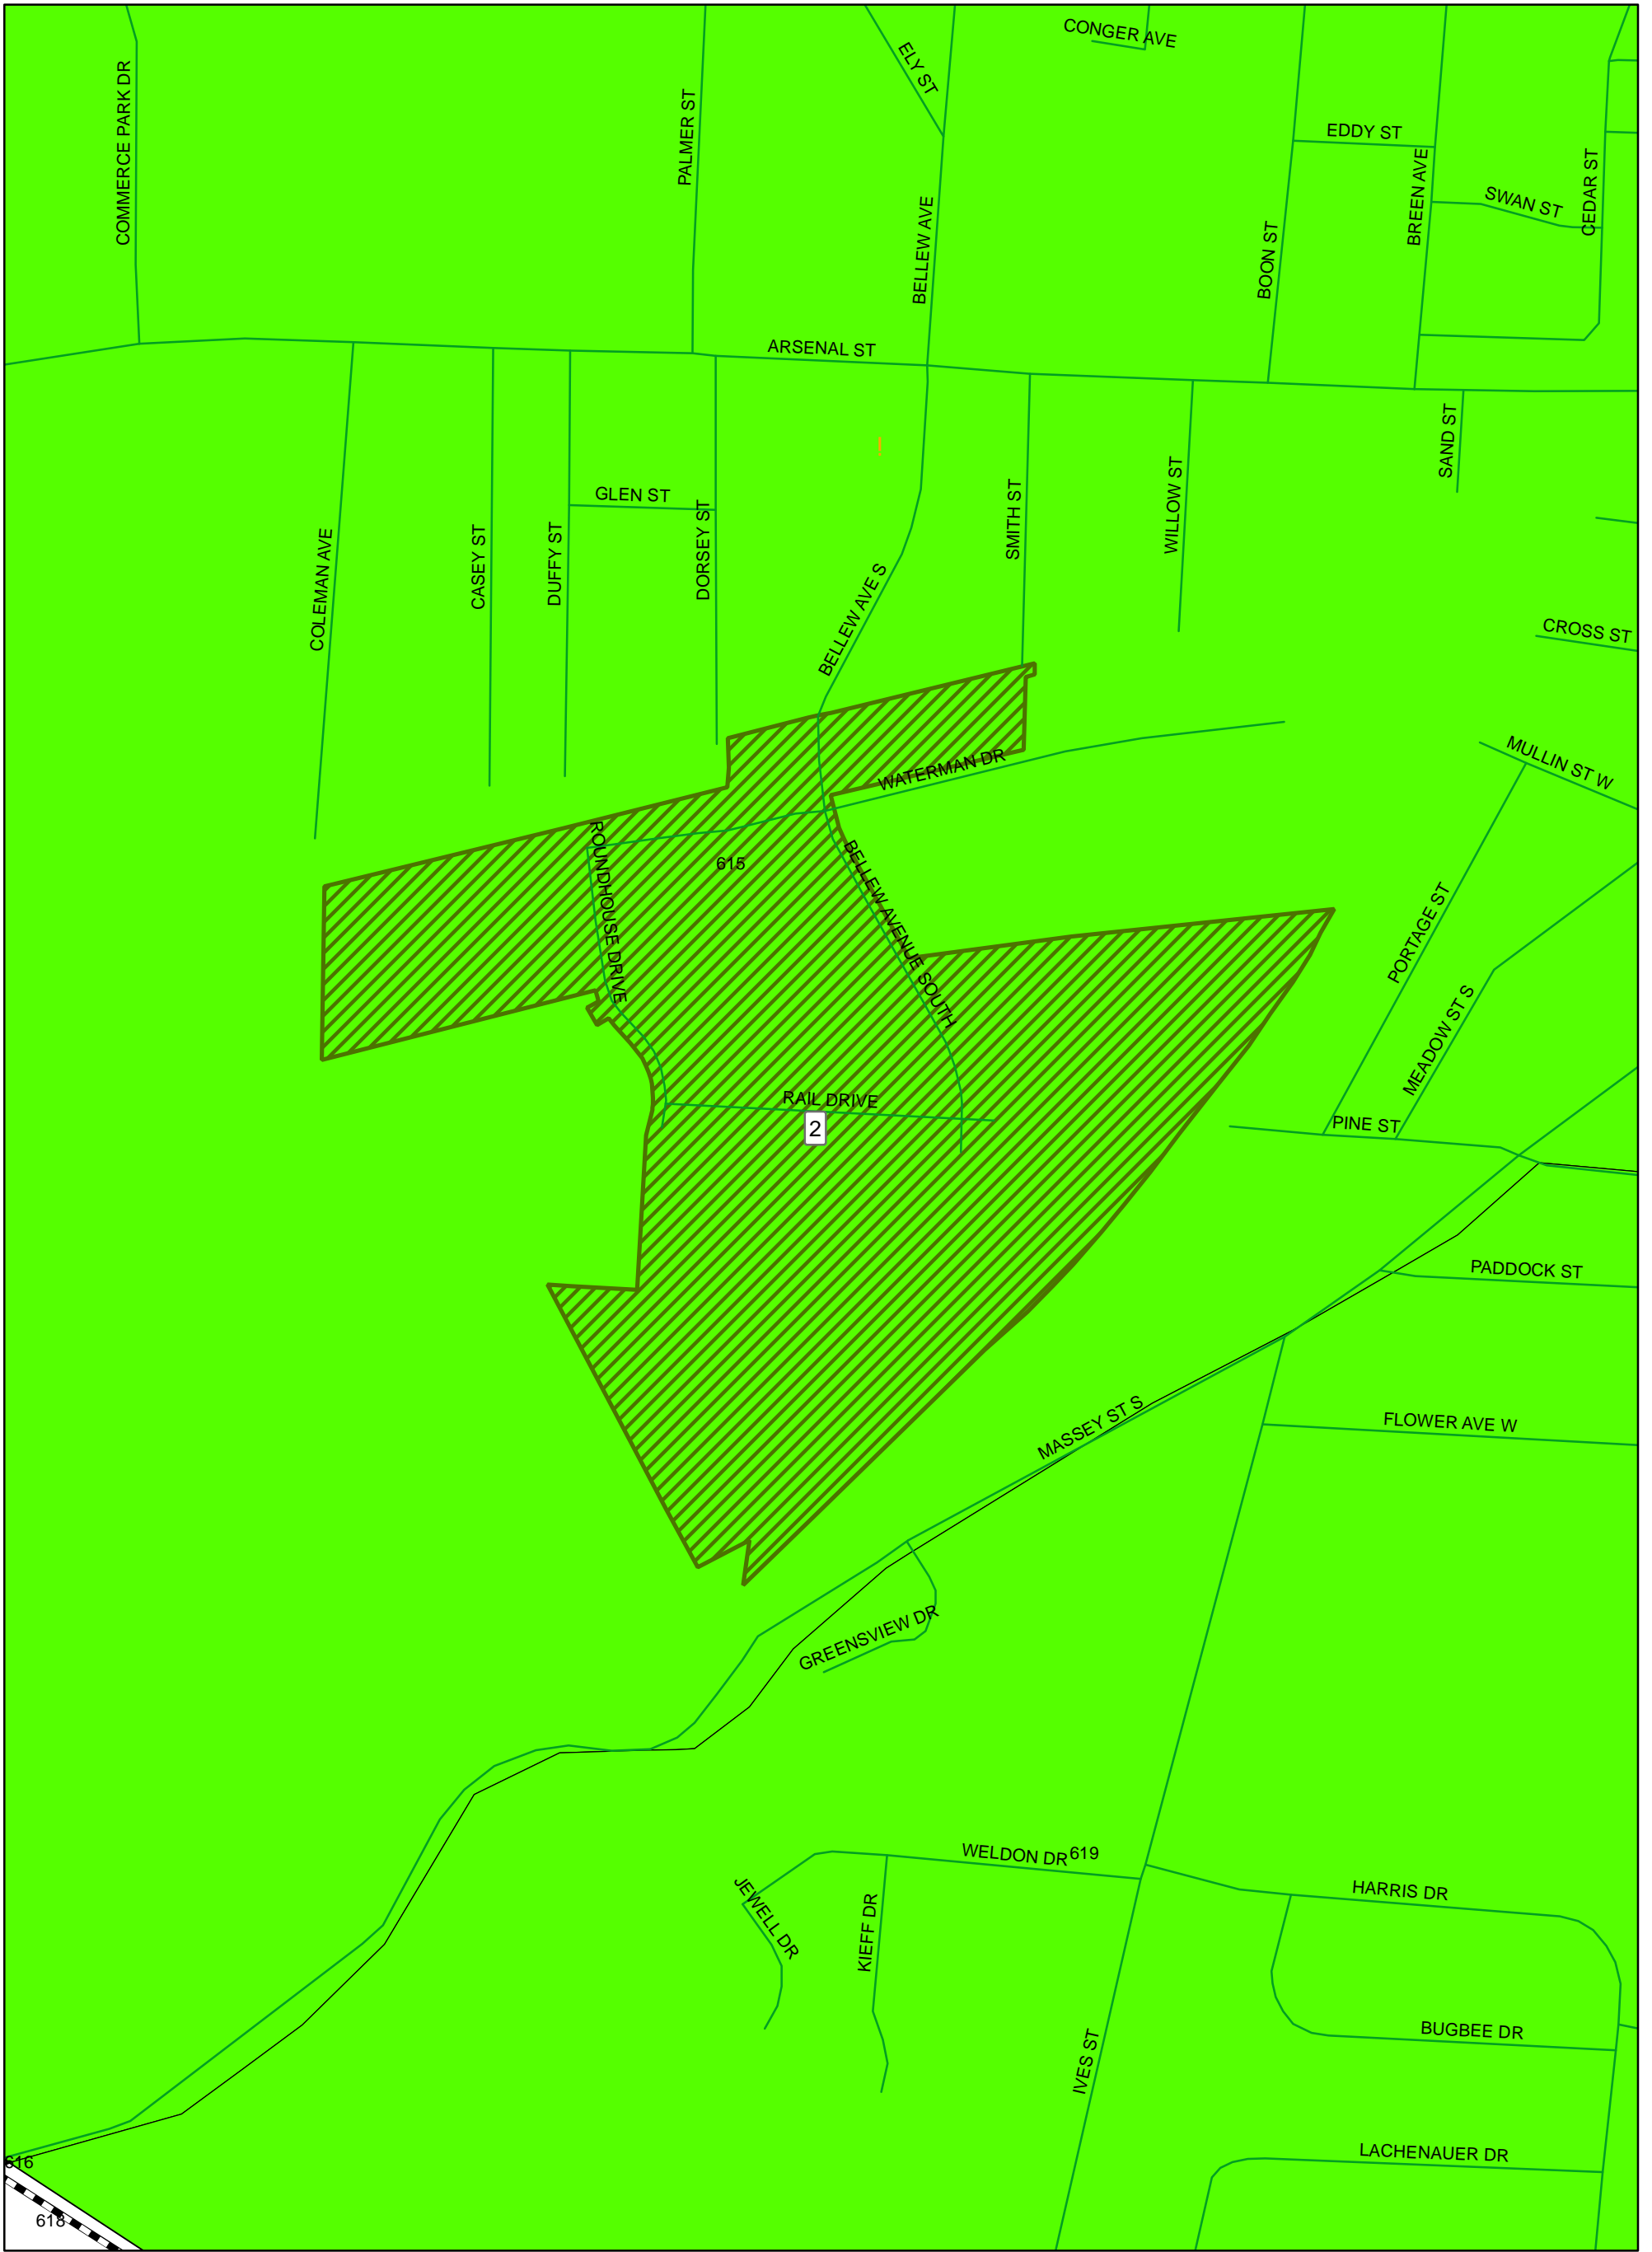 CONGER AVE
ELY ST
COMMERCE PARK DR
PALMER ST
EDDY ST
BREEN AVE
SWAN ST
CEDAR ST
BELLEW AVE
BOON ST
ARSENAL ST
SAND ST
GLEN ST
COLEMAN AVE
CASEY ST
DUFFY ST
DORSEY ST
SMITH ST
WILLOW ST
BELLEW AVE S
CROSS ST
WATERMAN DR
MULLIN ST W
615
ROUNDHOUSE DRIVE
BELLEW AVENUE SOUTH
PORTAGE ST
MEADOW ST S
RAIL DRIVE
2
PINE ST
PADDOCK ST
MASSEY ST S
FLOWER AVE W
GREENSVIEW DR
WELDON DR
619
JEWELL DR
KIEFF DR
HARRIS DR
IVES ST
BUGBEE DR
LACHENAUER DR
616
618